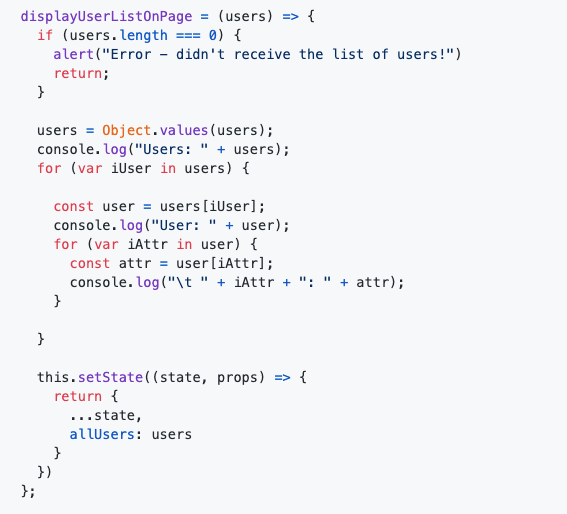 displayUserListOnPage = (users) => {
  if (users.length === 0) {
    alert("Error – didn't receive the list of users!")
    return;
  }

  users = Object.values(users);
  console.log("Users: " + users);
  for (var iUser in users) {

    const user = users[iUser];
    console.log("User: " + user);
    for (var iAttr in user) {
      const attr = user[iAttr];
      console.log("\t " + iAttr + ": " + attr);
    }

  }

  this.setState((state, props) => {
    return {
      ...state,
      allUsers: users
    }
  })
};